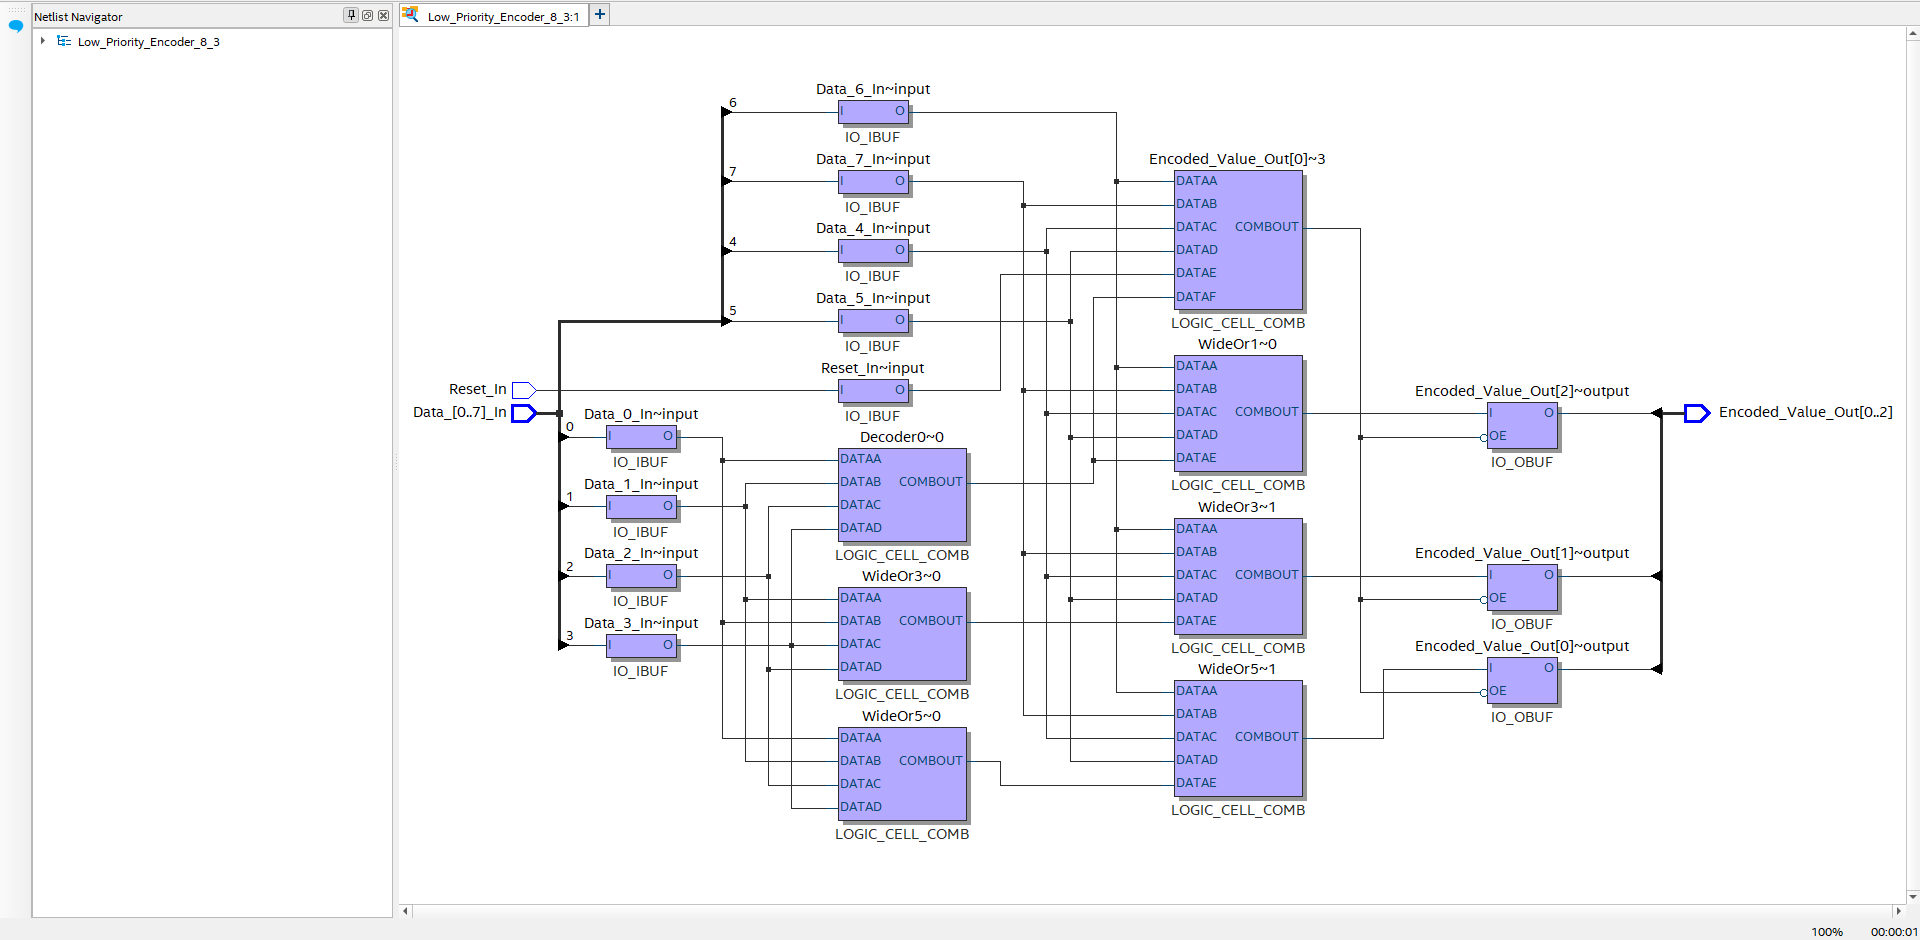 Netlist Navigator
Low_Priority_Encoder_8_3
Low_Priority_Encoder_8_3:1
+
Data_6_In~input
6
I O
IO_IBUF
Data_7_In~input
7
I O
IO_IBUF
Data_4_In~input
4
I O
IO_IBUF
Data_5_In~input
5
I O
IO_IBUF
Reset_In~input
I O
IO_IBUF
Reset_In
Data_[0..7]_In
Data_0_In~input
0
I O
IO_IBUF
Data_1_In~input
1
I O
IO_IBUF
Data_2_In~input
2
I O
IO_IBUF
Data_3_In~input
3
I O
IO_IBUF
Decoder0~0
DATAA
DATAB COMBOUT
DATAC
DATAD
LOGIC_CELL_COMB
WideOr3~0
DATAA
DATAB COMBOUT
DATAC
DATAD
LOGIC_CELL_COMB
WideOr5~0
DATAA
DATAB COMBOUT
DATAC
DATAD
LOGIC_CELL_COMB
Encoded_Value_Out[0]~3
DATAA
DATAB
DATAC COMBOUT
DATAD
DATAE
DATAF
LOGIC_CELL_COMB
WideOr1~0
DATAA
DATAB
DATAC COMBOUT
DATAD
DATAE
LOGIC_CELL_COMB
WideOr3~1
DATAA
DATAB
DATAC COMBOUT
DATAD
DATAE
LOGIC_CELL_COMB
WideOr5~1
DATAA
DATAB
DATAC COMBOUT
DATAD
DATAE
LOGIC_CELL_COMB
Encoded_Value_Out[2]~output
I O
OE
IO_OBUF
Encoded_Value_Out[1]~output
I O
OE
IO_OBUF
Encoded_Value_Out[0]~output
I O
OE
IO_OBUF
Encoded_Value_Out[0..2]
100% 00:00:01